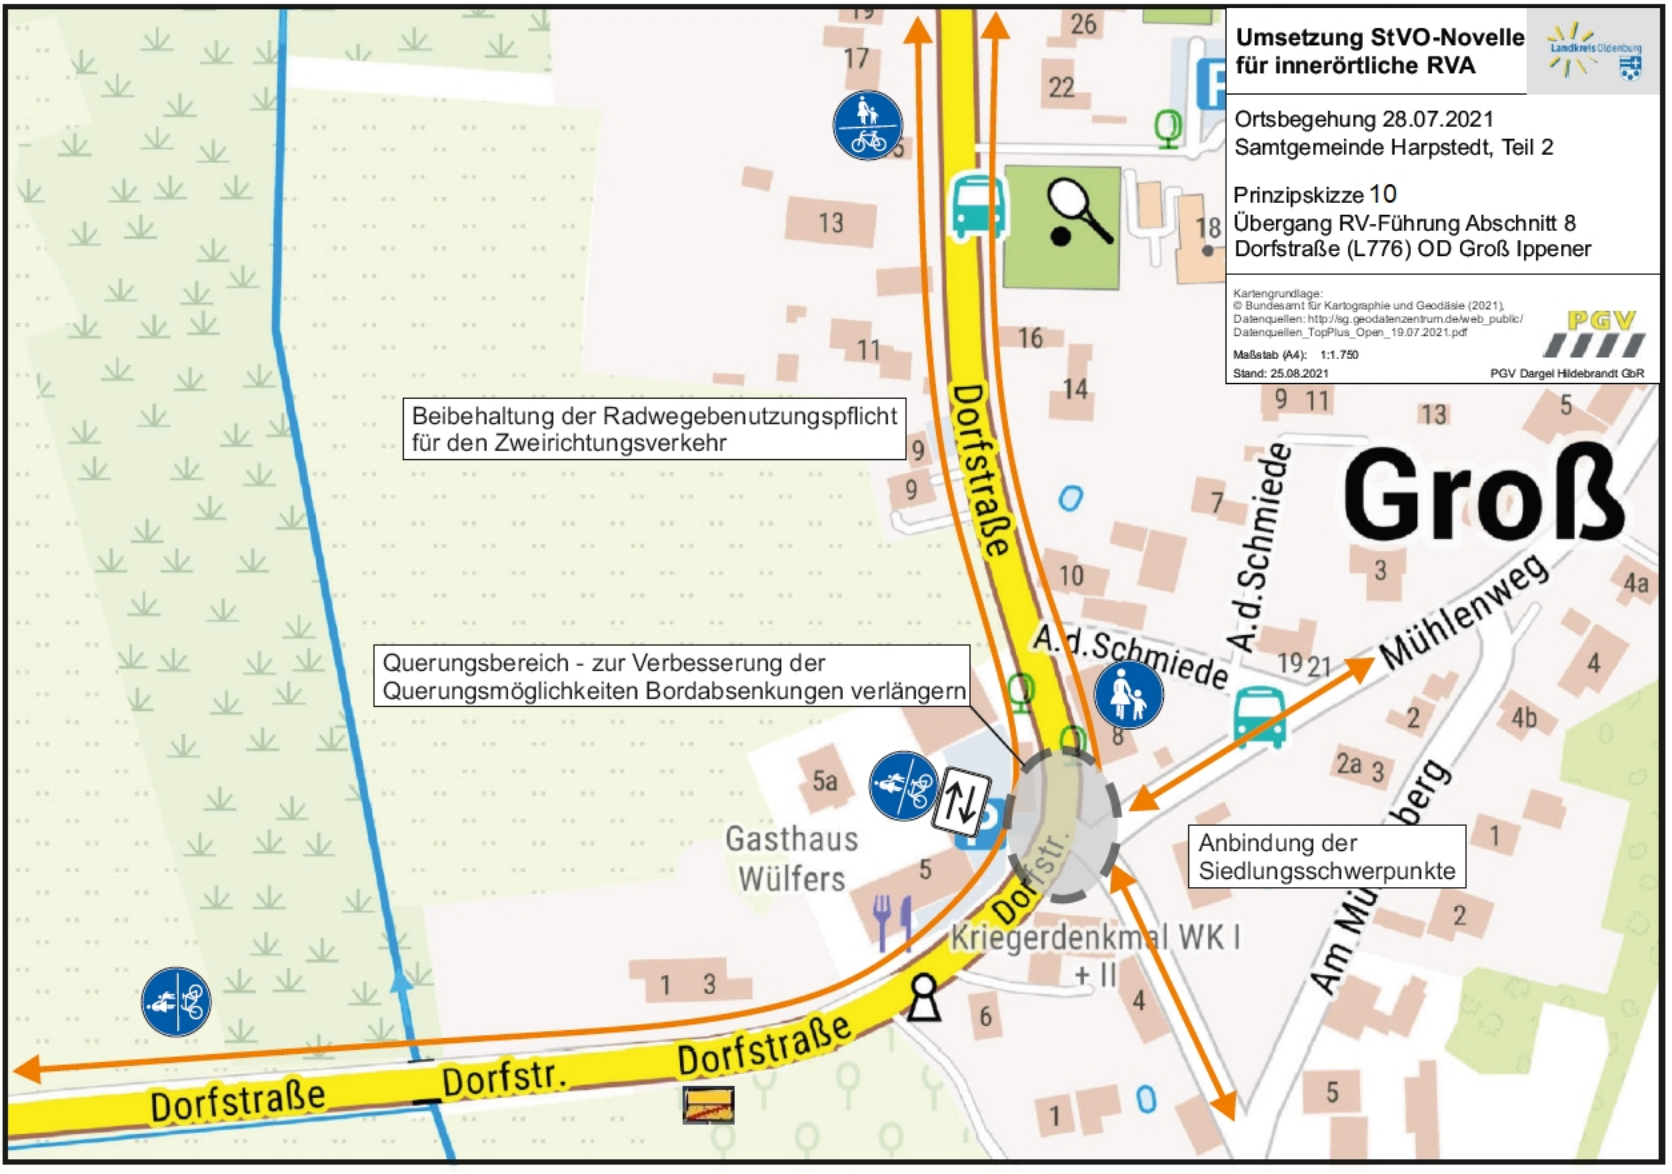 Umsetzung StVO-Novelle
für innerörtliche RVA
Landkreis Oldenburg
Ortsbegehung 28.07.2021
Samtgemeinde Harpstedt, Teil 2
Prinzipskizze 10
Übergang RV-Führung Abschnitt 8
Dorfstraße (L776) OD Groß Ippener
Kartengrundlage:
© Bundesamt für Kartographie und Geodäsie (2021),
Datenquellen: http://sg.geodatenzentrum.de/web_public/
Datenquellen_TopPlus_Open_19.07.2021.pdf
Maßstab (A4): 1:1.750
Stand: 25.08.2021
PGV
PGV Dargel Hildebrandt GbR
19
17
26
22
P
13
18
11
16
14
Beibehaltung der Radwegebenutzungspflicht
für den Zweirichtungsverkehr
9
9
Dorfstraße
9 11
13
5
Groß
7
A.d.Schmiede
3
10
4a
Mühlenweg
A.d.Schmiede
19 21
4
Querungsbereich - zur Verbesserung der
Querungsmöglichkeiten Bordabsenkungen verlängern
8
2
4b
2a 3
5a
P
Gasthaus
Wülfers
5
Dorfstr.
Anbindung der
Siedlungsschwerpunkte
1
2
Am Mü berg
Kriegerdenkmal WK I
+ II
1 3
6
4
Dorfstraße
Dorfstr.
Dorfstraße
1
5